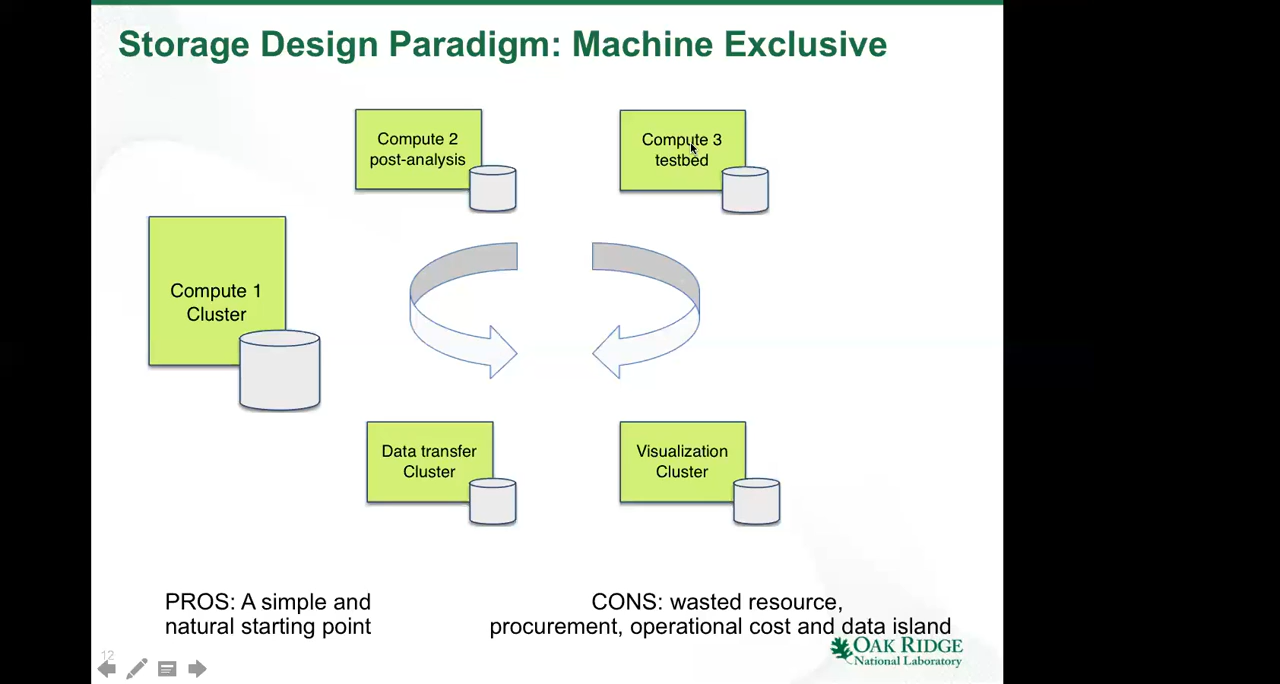 Storage Design Paradigm: Machine Exclusive
Compute 2
post-analysis
Compute 3
testbed
Compute 1
Cluster
Data transfer
Cluster
Visualization
Cluster
PROS: A simple and
natural starting point
CONS: wasted resource,
procurement, operational cost and data island
OAK RIDGE
National Laboratory
12